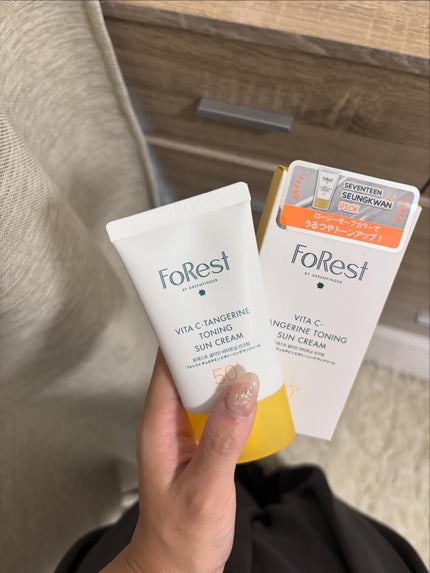 FoRest
BY GREENFINGER
VITA C-TANGERINE
TONING
SUN CREAM
50+
SEVENTEEN
SEUNGKWAN
PICK
ロージーモーブカラーで
うるつやトーンアップ！
FoRest
BY GREENFINGER
VITA C-
ANGERINE TONING
SUN CREAM